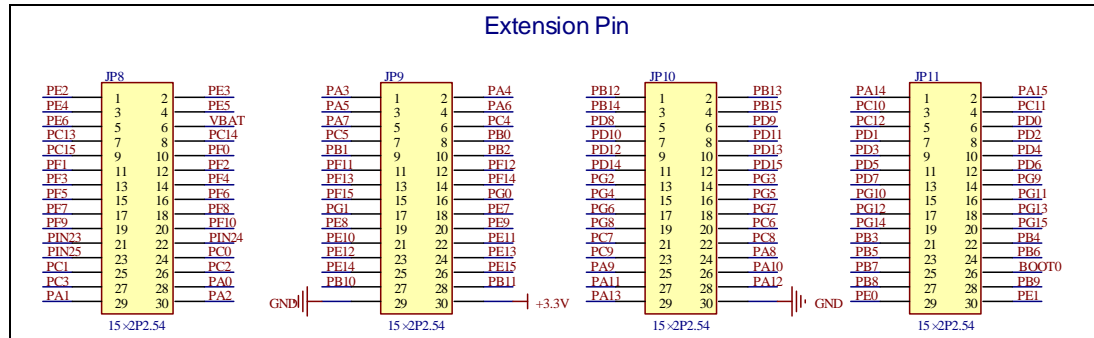 Extension Pin
JP8
PE2 1 2 PE3
PE4 3 4 PE5
PE6 5 6 VBAT
PC13 7 8 PC14
PC15 9 10 PF0
PF1 11 12 PF2
PF3 13 14 PF4
PF5 15 16 PF6
PF7 17 18 PF8
PF9 19 20 PF10
PIN23 21 22 PIN24
PIN25 23 24 PC0
PC1 25 26 PC2
PC3 27 28 PA0
PA1 29 30 PA2
15×2P2.54
JP9
PA3 1 2 PA4
PA5 3 4 PA6
PA7 5 6 PC4
PC5 7 8 PB0
PB1 9 10 PB2
PF11 11 12 PF12
PF13 13 14 PF14
PF15 15 16 PG0
PG1 17 18 PE7
PE8 19 20 PE9
PE10 21 22 PE11
PE12 23 24 PE13
PE14 25 26 PE15
PB10 27 28 PB11
GND 29 30 +3.3V
15×2P2.54
JP10
PB12 1 2 PB13
PB14 3 4 PB15
PD8 5 6 PD9
PD10 7 8 PD11
PD12 9 10 PD13
PD14 11 12 PD15
PG2 13 14 PG3
PG4 15 16 PG5
PG6 17 18 PG7
PG8 19 20 PC6
PC7 21 22 PC8
PC9 23 24 PA8
PA9 25 26 PA10
PA11 27 28 PA12
PA13 29 30 GND
15×2P2.54
JP11
PA14 1 2 PA15
PC10 3 4 PC11
PC12 5 6 PD0
PD1 7 8 PD2
PD3 9 10 PD4
PD5 11 12 PD6
PD7 13 14 PG9
PG10 15 16 PG11
PG12 17 18 PG13
PG14 19 20 PG15
PB3 21 22 PB4
PB5 23 24 PB6
PB7 25 26 BOOT0
PB8 27 28 PB9
PE0 29 30 PE1
15×2P2.54